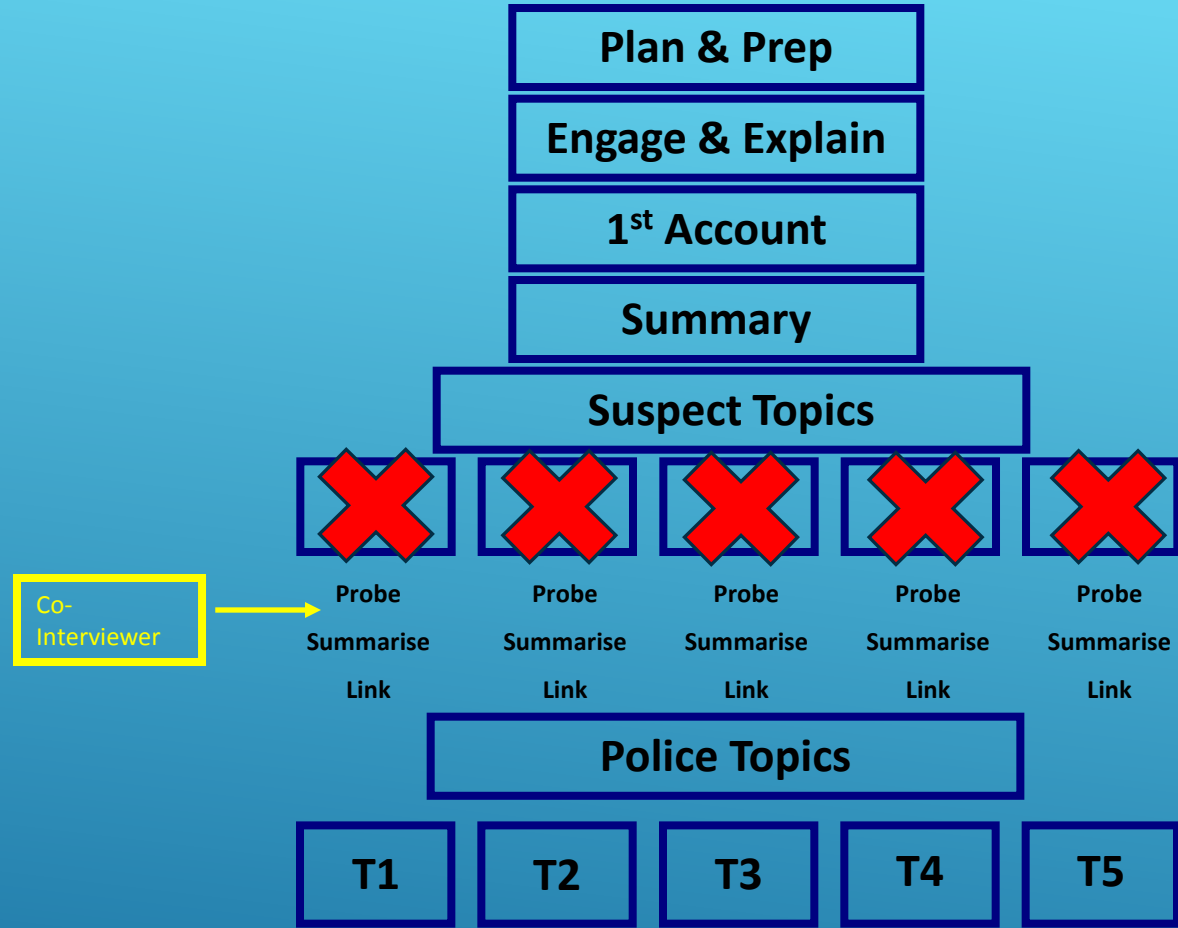 Plan & Prep
Engage & Explain
1st Account
Summary
Suspect Topics
Co-
Interviewer
Probe Probe Probe Probe Probe
Summarise Summarise Summarise Summarise Summarise
Link Link Link Link Link
Police Topics
T1 T2 T3 T4 T5